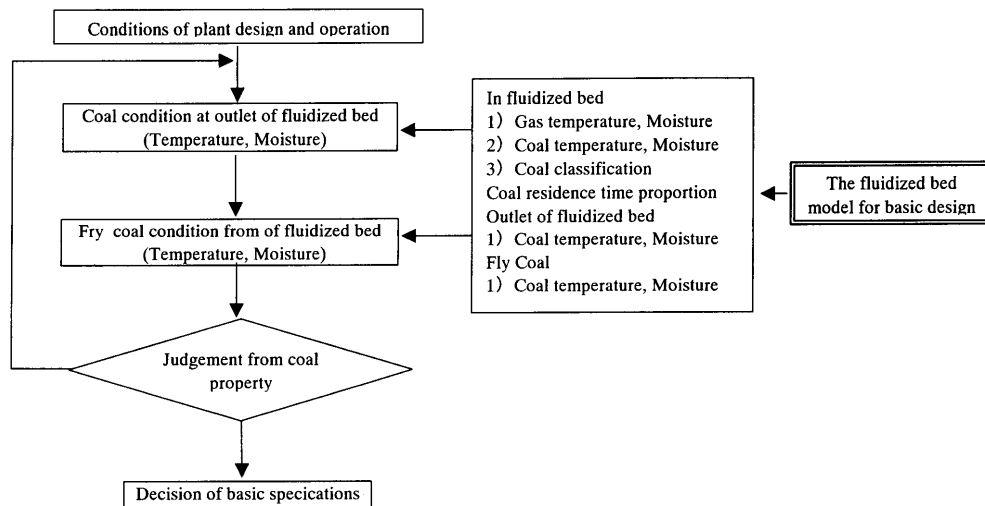 Conditions of plant design and operation
Coal condition at outlet of fluidized bed
(Temperature, Moisture)
Fry coal condition from of fluidized bed
(Temperature, Moisture)
Judgement from coal
property
Decision of basic specications
In fluidized bed
1) Gas temperature, Moisture
2) Coal temperature, Moisture
3) Coal classification
Coal residence time proportion
Outlet of fluidized bed
1) Coal temperature, Moisture
Fly Coal
1) Coal temperature, Moisture
The fluidized bed
model for basic design